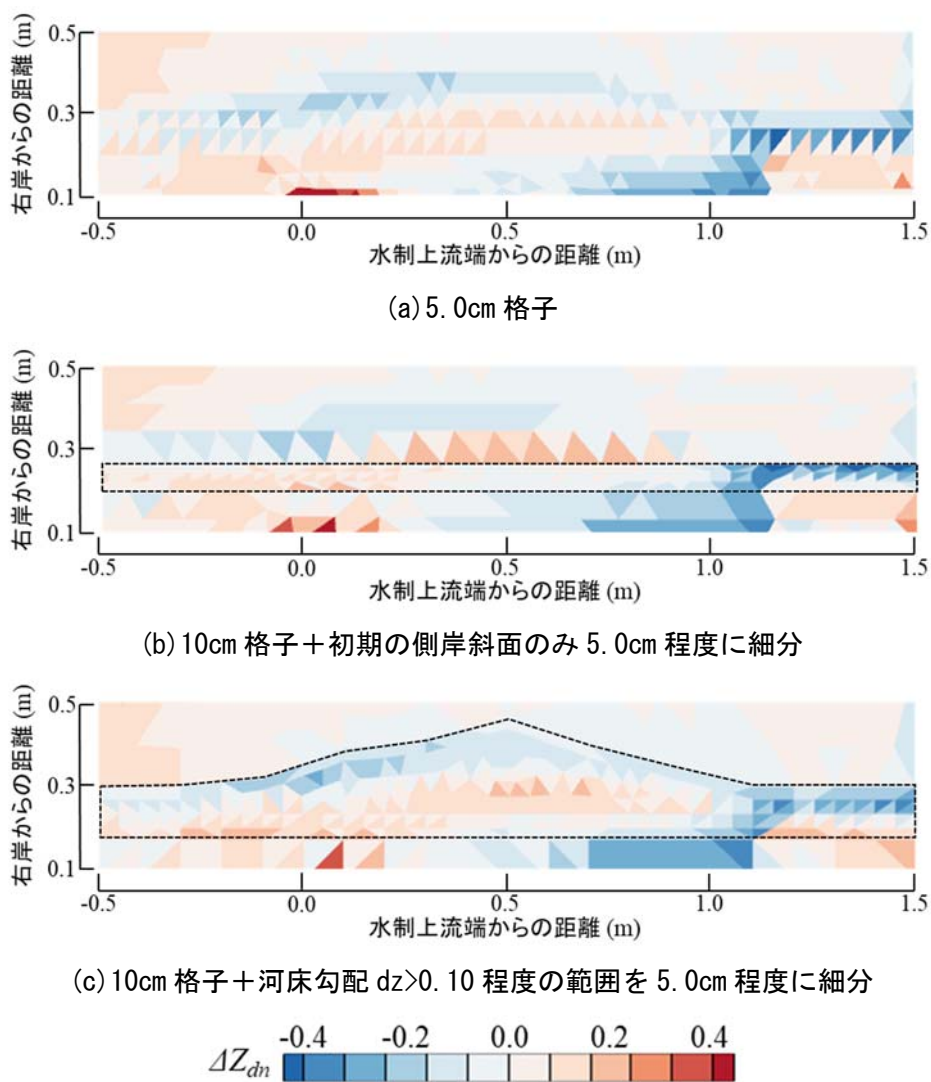 右岸からの距離 (m)
0.5
0.3
0.1
-0.5
0.0
0.5
1.0
1.5
水制上流端からの距離 (m)
(a)5.0cm 格子
右岸からの距離 (m)
0.5
0.3
0.1
-0.5
0.0
0.5
1.0
1.5
水制上流端からの距離 (m)
(b)10cm 格子＋初期の側岸斜面のみ 5.0cm 程度に細分
右岸からの距離 (m)
0.5
0.3
0.1
-0.5
0.0
0.5
1.0
1.5
水制上流端からの距離 (m)
(c)10cm 格子＋河床勾配 dz>0.10 程度の範囲を 5.0cm 程度に細分
ΔZdn
-0.4 -0.2 0.0 0.2 0.4